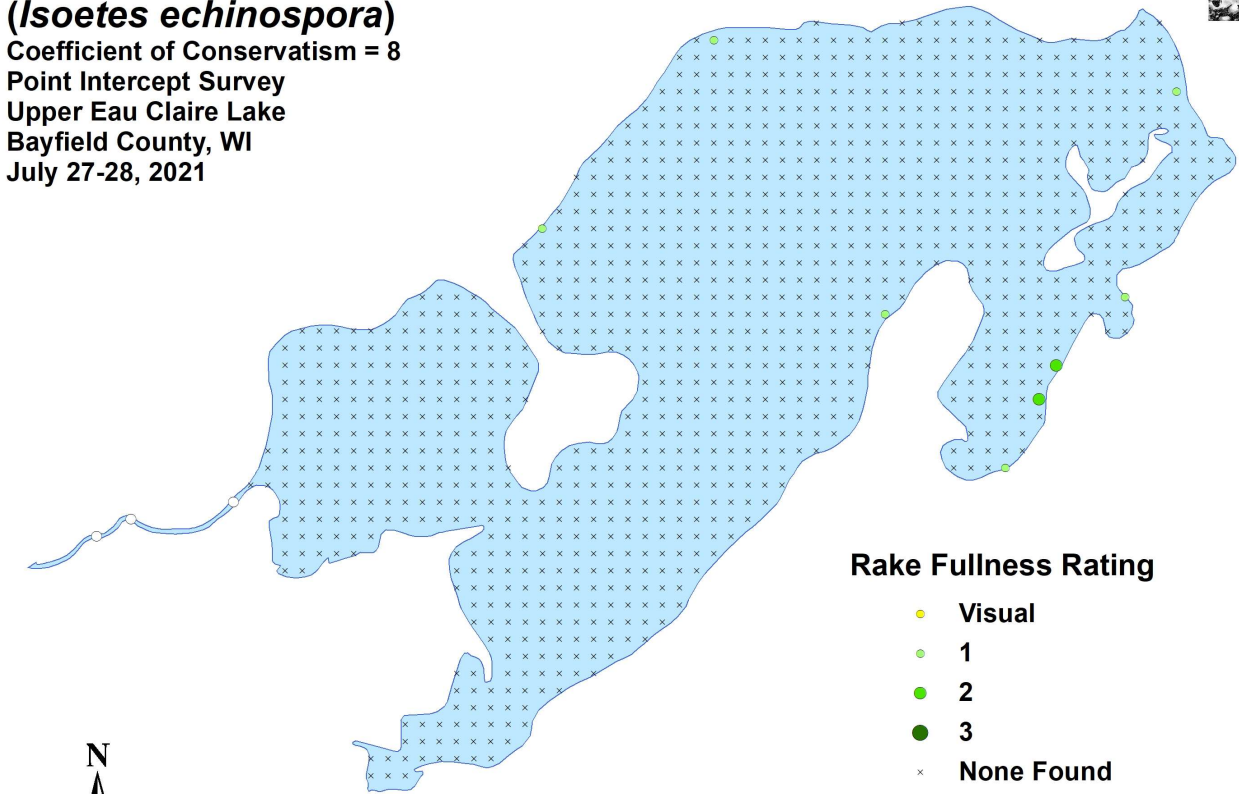 (Isoetes echinospora)
Coefficient of Conservatism = 8
Point Intercept Survey
Upper Eau Claire Lake
Bayfield County, WI
July 27-28, 2021
Rake Fullness Rating
Visual
1
2
3
None Found
N